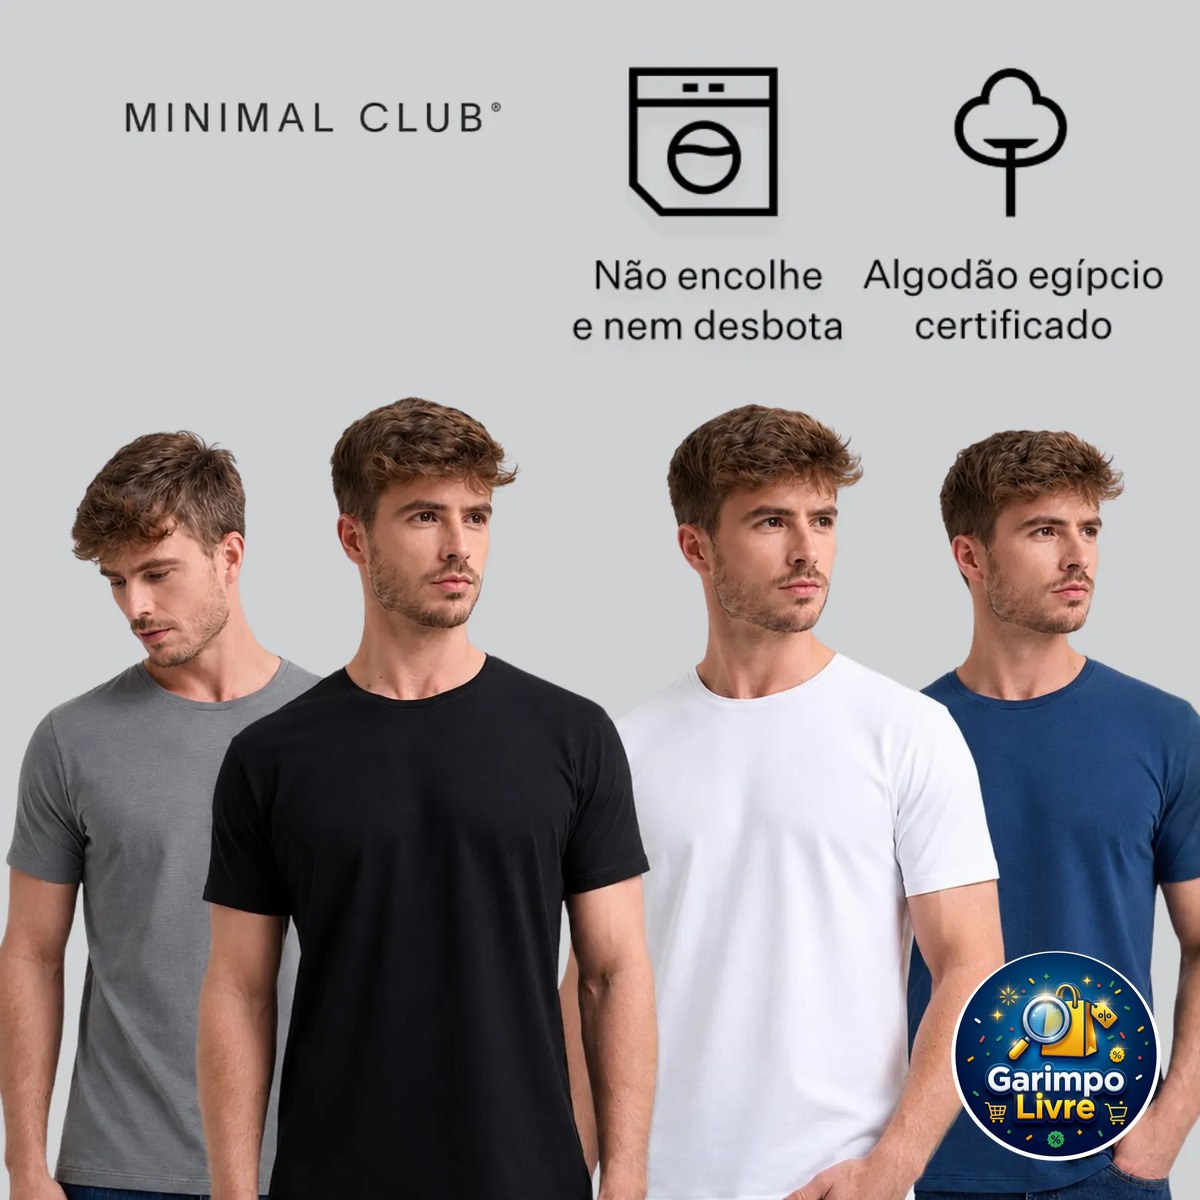 MINIMAL CLUB®
Não encolhe
e nem desbota
Algodão egípcio
certificado
%
%
Garimpo
Livre
%